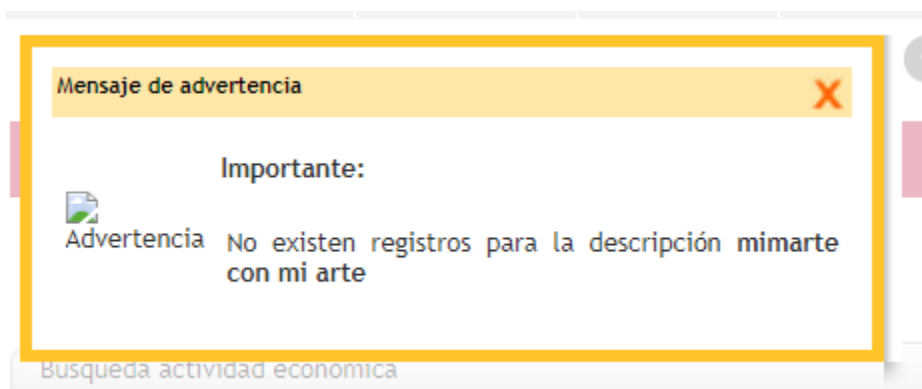 Mensaje de advertencia
X
Importante:
Advertencia
No existen registros para la descripción mimarte
con mi arte
Busqueda actividad economica